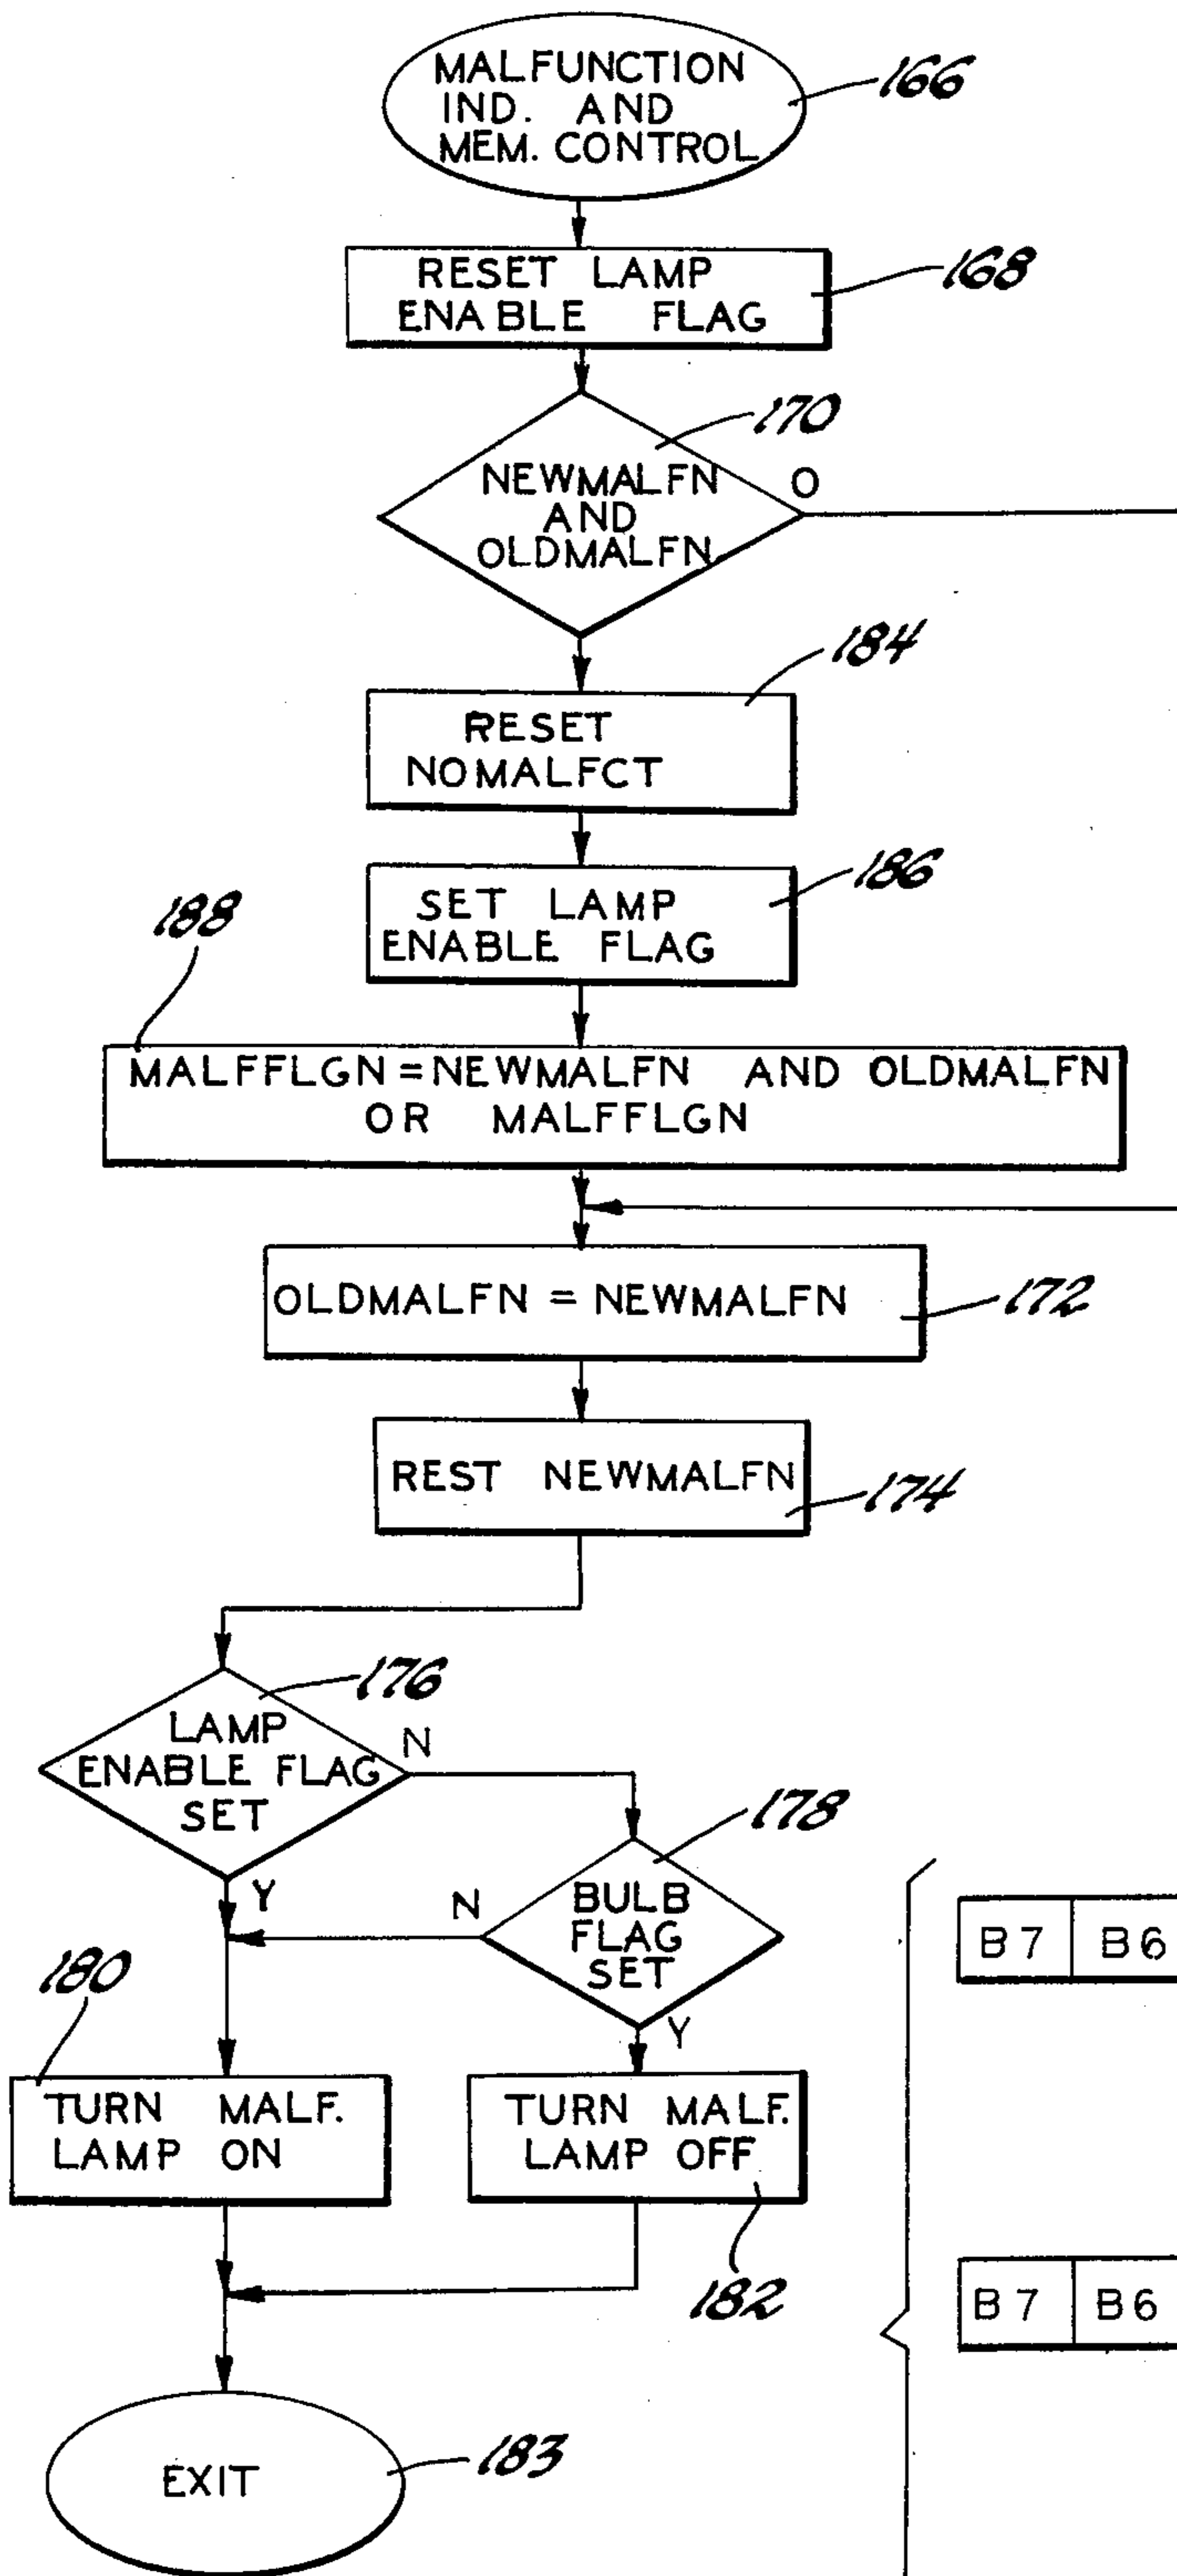 MALFUNCTION
IND. AND
MEM. CONTROL
166
RESET LAMP
ENABLE FLAG
168
170
NEWMALFN
AND
OLDMALFN
O
184
RESET
NOMALFCT
186
SET LAMP
ENABLE FLAG
188
MALFFLGN = NEWMALFN AND OLDMALFN
OR MALFFLGN
OLDMALFN = NEWMALFN
172
REST NEWMALFN
174
176
LAMP
ENABLE FLAG
SET
N
178
BULB
FLAG
SET
Y
N
Y
B7 B6
180
TURN MALF.
LAMP ON
TURN MALF.
LAMP OFF
182
B7 B6
EXIT
183